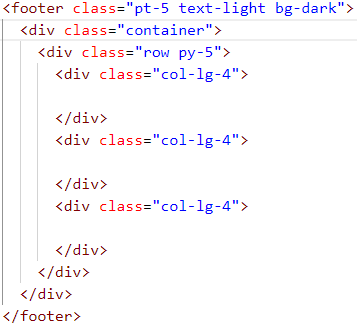 <footer class="pt-5 text-light bg-dark">
  <div class="container">
    <div class="row py-5">
      <div class="col-lg-4">

      </div>
      <div class="col-lg-4">

      </div>
      <div class="col-lg-4">

      </div>
    </div>
  </div>
</footer>